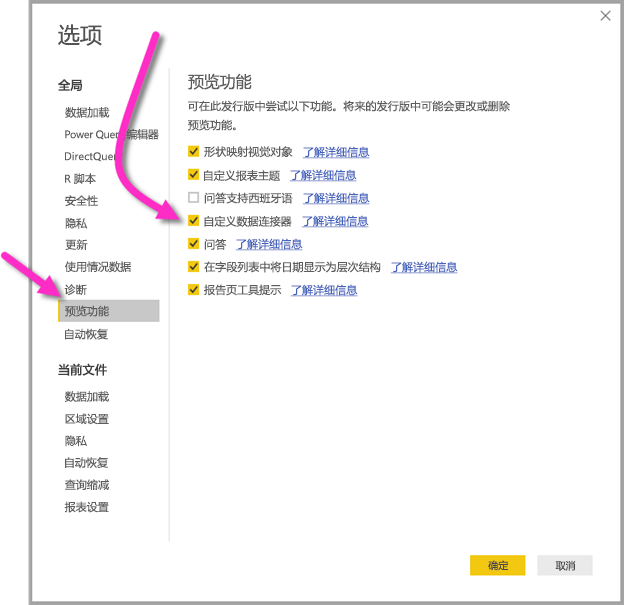 选项
全局
数据加载
Power Query 编辑器
DirectQuery
R 脚本
安全性
隐私
更新
使用情况数据
诊断
预览功能
自动恢复
当前文件
数据加载
区域设置
隐私
自动恢复
查询缩减
报表设置
预览功能
可在此发行版中尝试以下功能。将来的发行版中可能会更改或删除
预览功能。
形状映射视觉对象 了解详细信息
自定义报表主题 了解详细信息
问答支持西班牙语 了解详细信息
自定义数据连接器 了解详细信息
问答 了解详细信息
在字段列表中将日期显示为层次结构 了解详细信息
报告页工具提示 了解详细信息
确定
取消